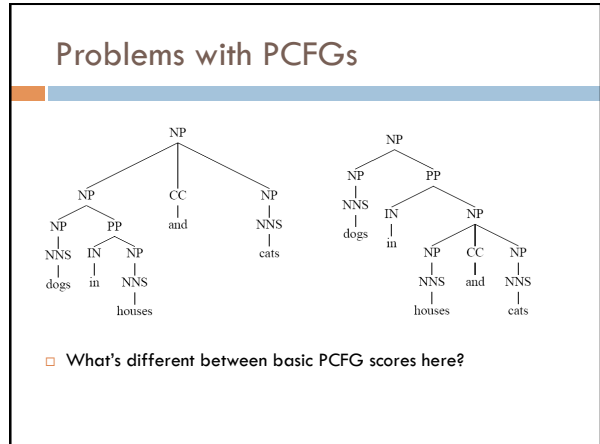 Problems with PCFGs
NP
NP CC NP
NP PP and NNS
NNS IN NP cats
dogs in NNS
houses
NP
NP PP
NNS IN NP
dogs in NP CC NP
NNS and NNS
houses cats
What's different between basic PCFG scores here?